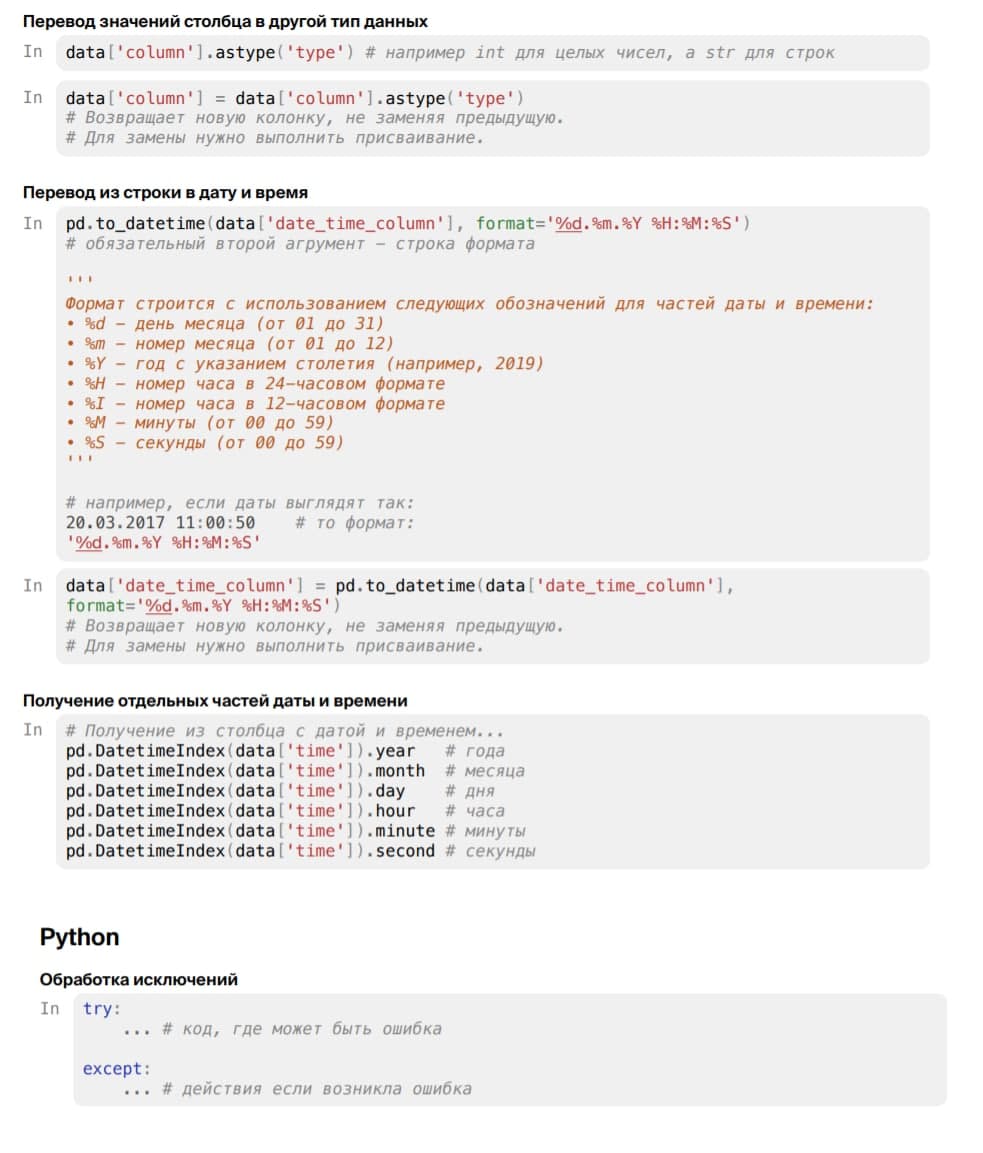 Перевод значений столбца в другой тип данных
In data['column'].astype('type') # например int для целых чисел, а str для строк
In data['column'] = data['column'].astype('type')
# Возвращает новую колонку, не заменяя предыдущую.
# Для замены нужно выполнить присваивание.
Перевод из строки в дату и время
In pd.to_datetime(data['date_time_column'], format='%d.%m.%Y %H:%M:%S')
# обязательный второй агрумент – строка формата
'''
Формат строится с использованием следующих обозначений для частей даты и времени:
• %d – день месяца (от 01 до 31)
• %m – номер месяца (от 01 до 12)
• %Y – год с указанием столетия (например, 2019)
• %H – номер часа в 24–часовом формате
• %I – номер часа в 12–часовом формате
• %M – минуты (от 00 до 59)
• %S – секунды (от 00 до 59)
'''
# например, если даты выглядят так:
20.03.2017 11:00:50    # то формат:
'%d.%m.%Y %H:%M:%S'
In data['date_time_column'] = pd.to_datetime(data['date_time_column'],
format='%d.%m.%Y %H:%M:%S')
# Возвращает новую колонку, не заменяя предыдущую.
# Для замены нужно выполнить присваивание.
Получение отдельных частей даты и времени
In # Получение из столбца с датой и временем...
pd.DatetimeIndex(data['time']).year   # года
pd.DatetimeIndex(data['time']).month  # месяца
pd.DatetimeIndex(data['time']).day    # дня
pd.DatetimeIndex(data['time']).hour   # часа
pd.DatetimeIndex(data['time']).minute # минуты
pd.DatetimeIndex(data['time']).second # секунды
Python
Обработка исключений
In try:
... # код, где может быть ошибка
except:
... # действия если возникла ошибка